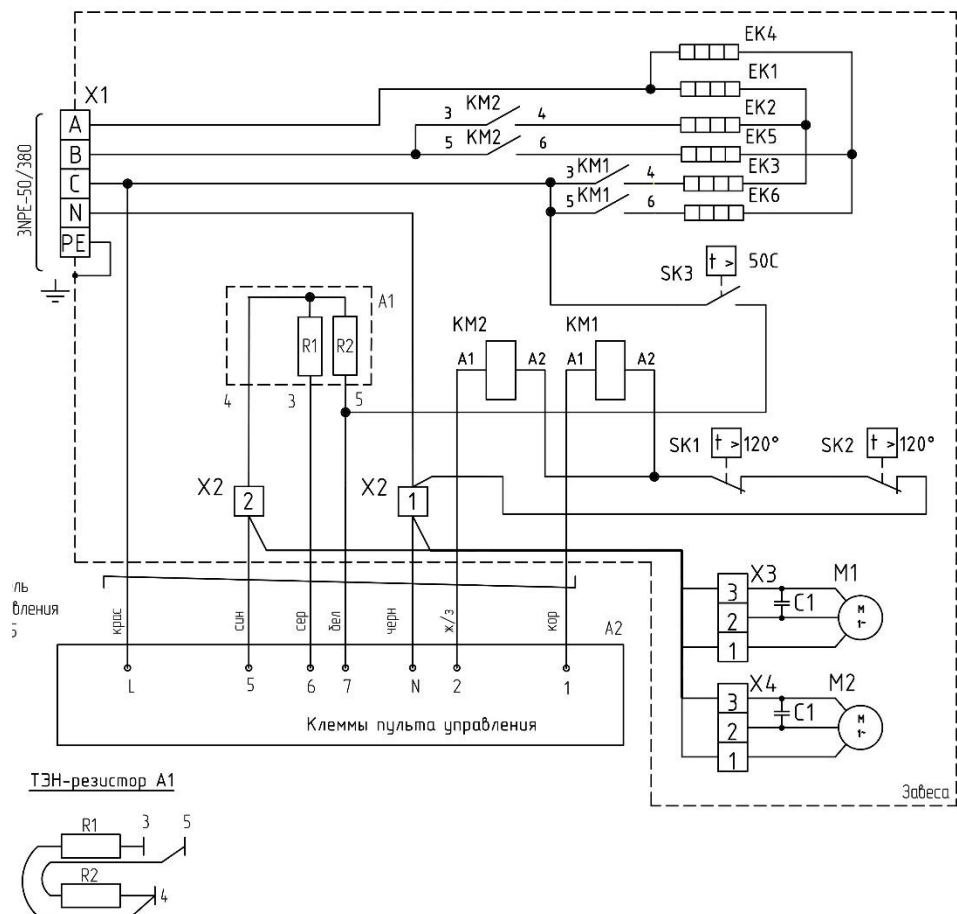 X1
A
B
C
N
PE
3NPE-50/380
EK4
EK1
3 KM2 4
EK2
5 KM2 6
EK5
3 KM1 4
EK3
5 KM1 6
EK6
SK3 t > 50C
A1
R1 R2
4 3 5
KM2 KM1
A1 A2 A1 A2
SK1 t > 120° SK2 t > 120°
X2 2 X2 1
X3 M1
3
2
1
C1
M
1~
X4 M2
3
2
1
C1
M
1~
Завеса
крас син сер бел черн ж/з кор
A2
L 5 6 7 N 2 1
Клеммы пульта управления
ТЭН-резистор А1
R1 3 5
R2 4